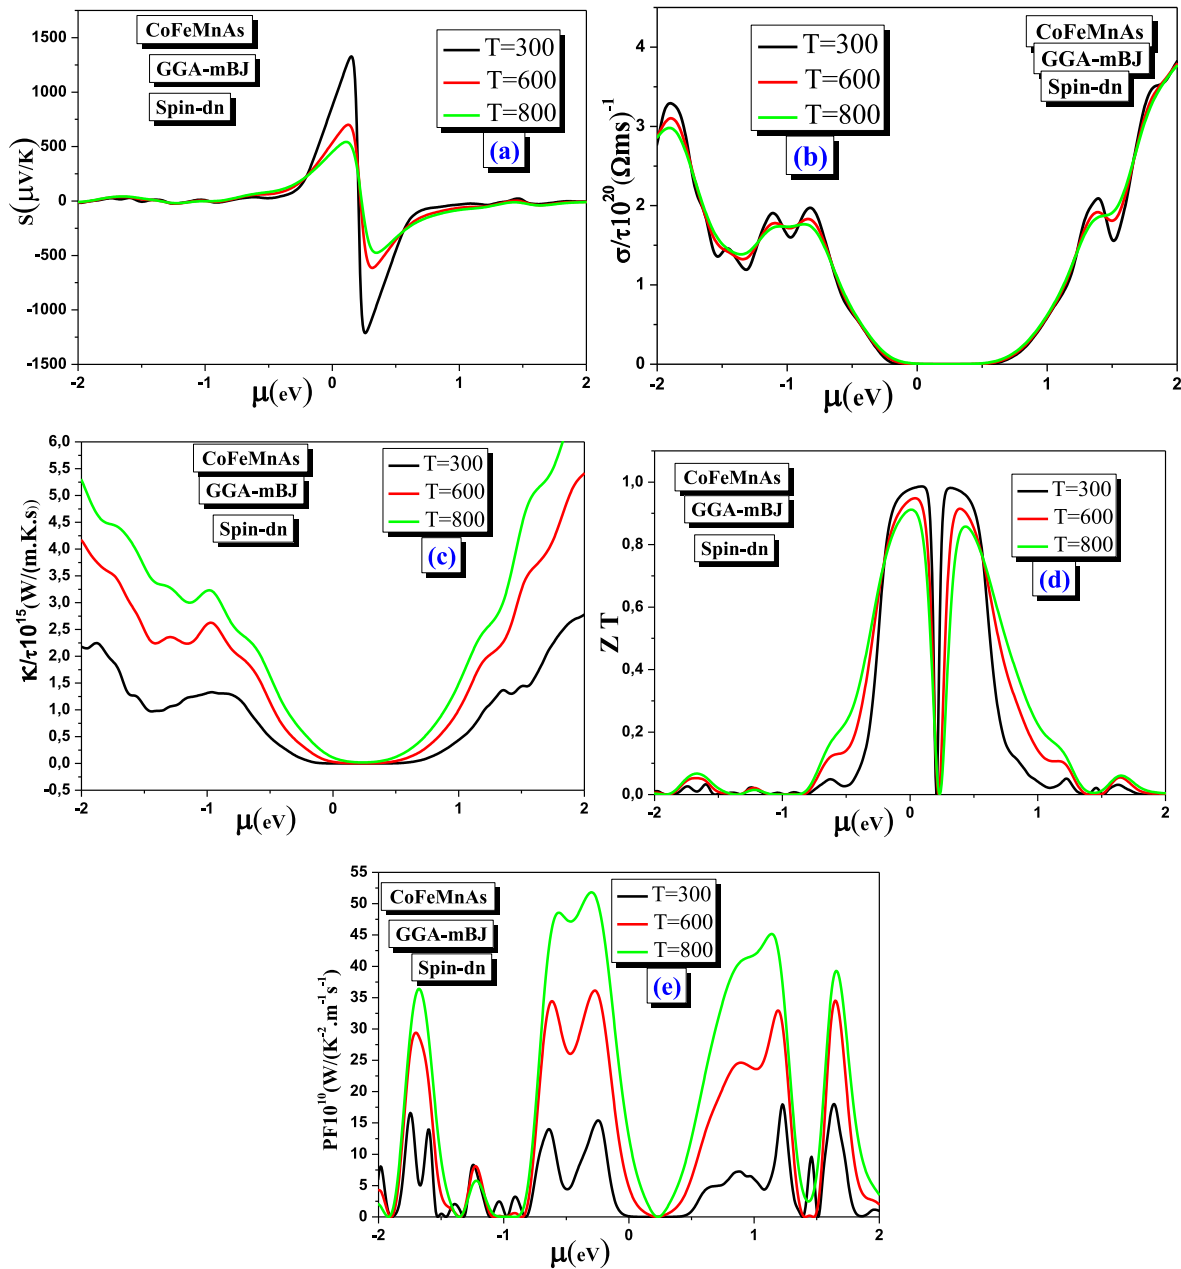 CoFeMnAs
GGA-mBJ
Spin-dn
T=300
T=600
T=800
(a)
1500
1000
500
0
-500
-1000
-1500
S(μV/K)
-2 -1 0 1 2
μ(eV)
CoFeMnAs
GGA-mBJ
Spin-dn
T=300
T=600
T=800
(b)
4
3
2
1
0
σ/τ10²⁰(Ωms)⁻¹
-2 -1 0 1 2
μ(eV)
CoFeMnAs
GGA-mBJ
Spin-dn
T=300
T=600
T=800
(c)
6,0
5,5
5,0
4,5
4,0
3,5
3,0
2,5
2,0
1,5
1,0
0,5
0,0
-0,5
κ/τ10¹⁵(W/(m.K.s))
-2 -1 0 1 2
μ(eV)
CoFeMnAs
GGA-mBJ
Spin-dn
T=300
T=600
T=800
(d)
1,0
0,8
0,6
0,4
0,2
0,0
Z T
-2 -1 0 1 2
μ(eV)
CoFeMnAs
GGA-mBJ
Spin-dn
T=300
T=600
T=800
(e)
55
50
45
40
35
30
25
20
15
10
5
0
PF10¹⁰(W/(K⁻².m⁻¹s⁻¹)
-2 -1 0 1 2
μ(eV)